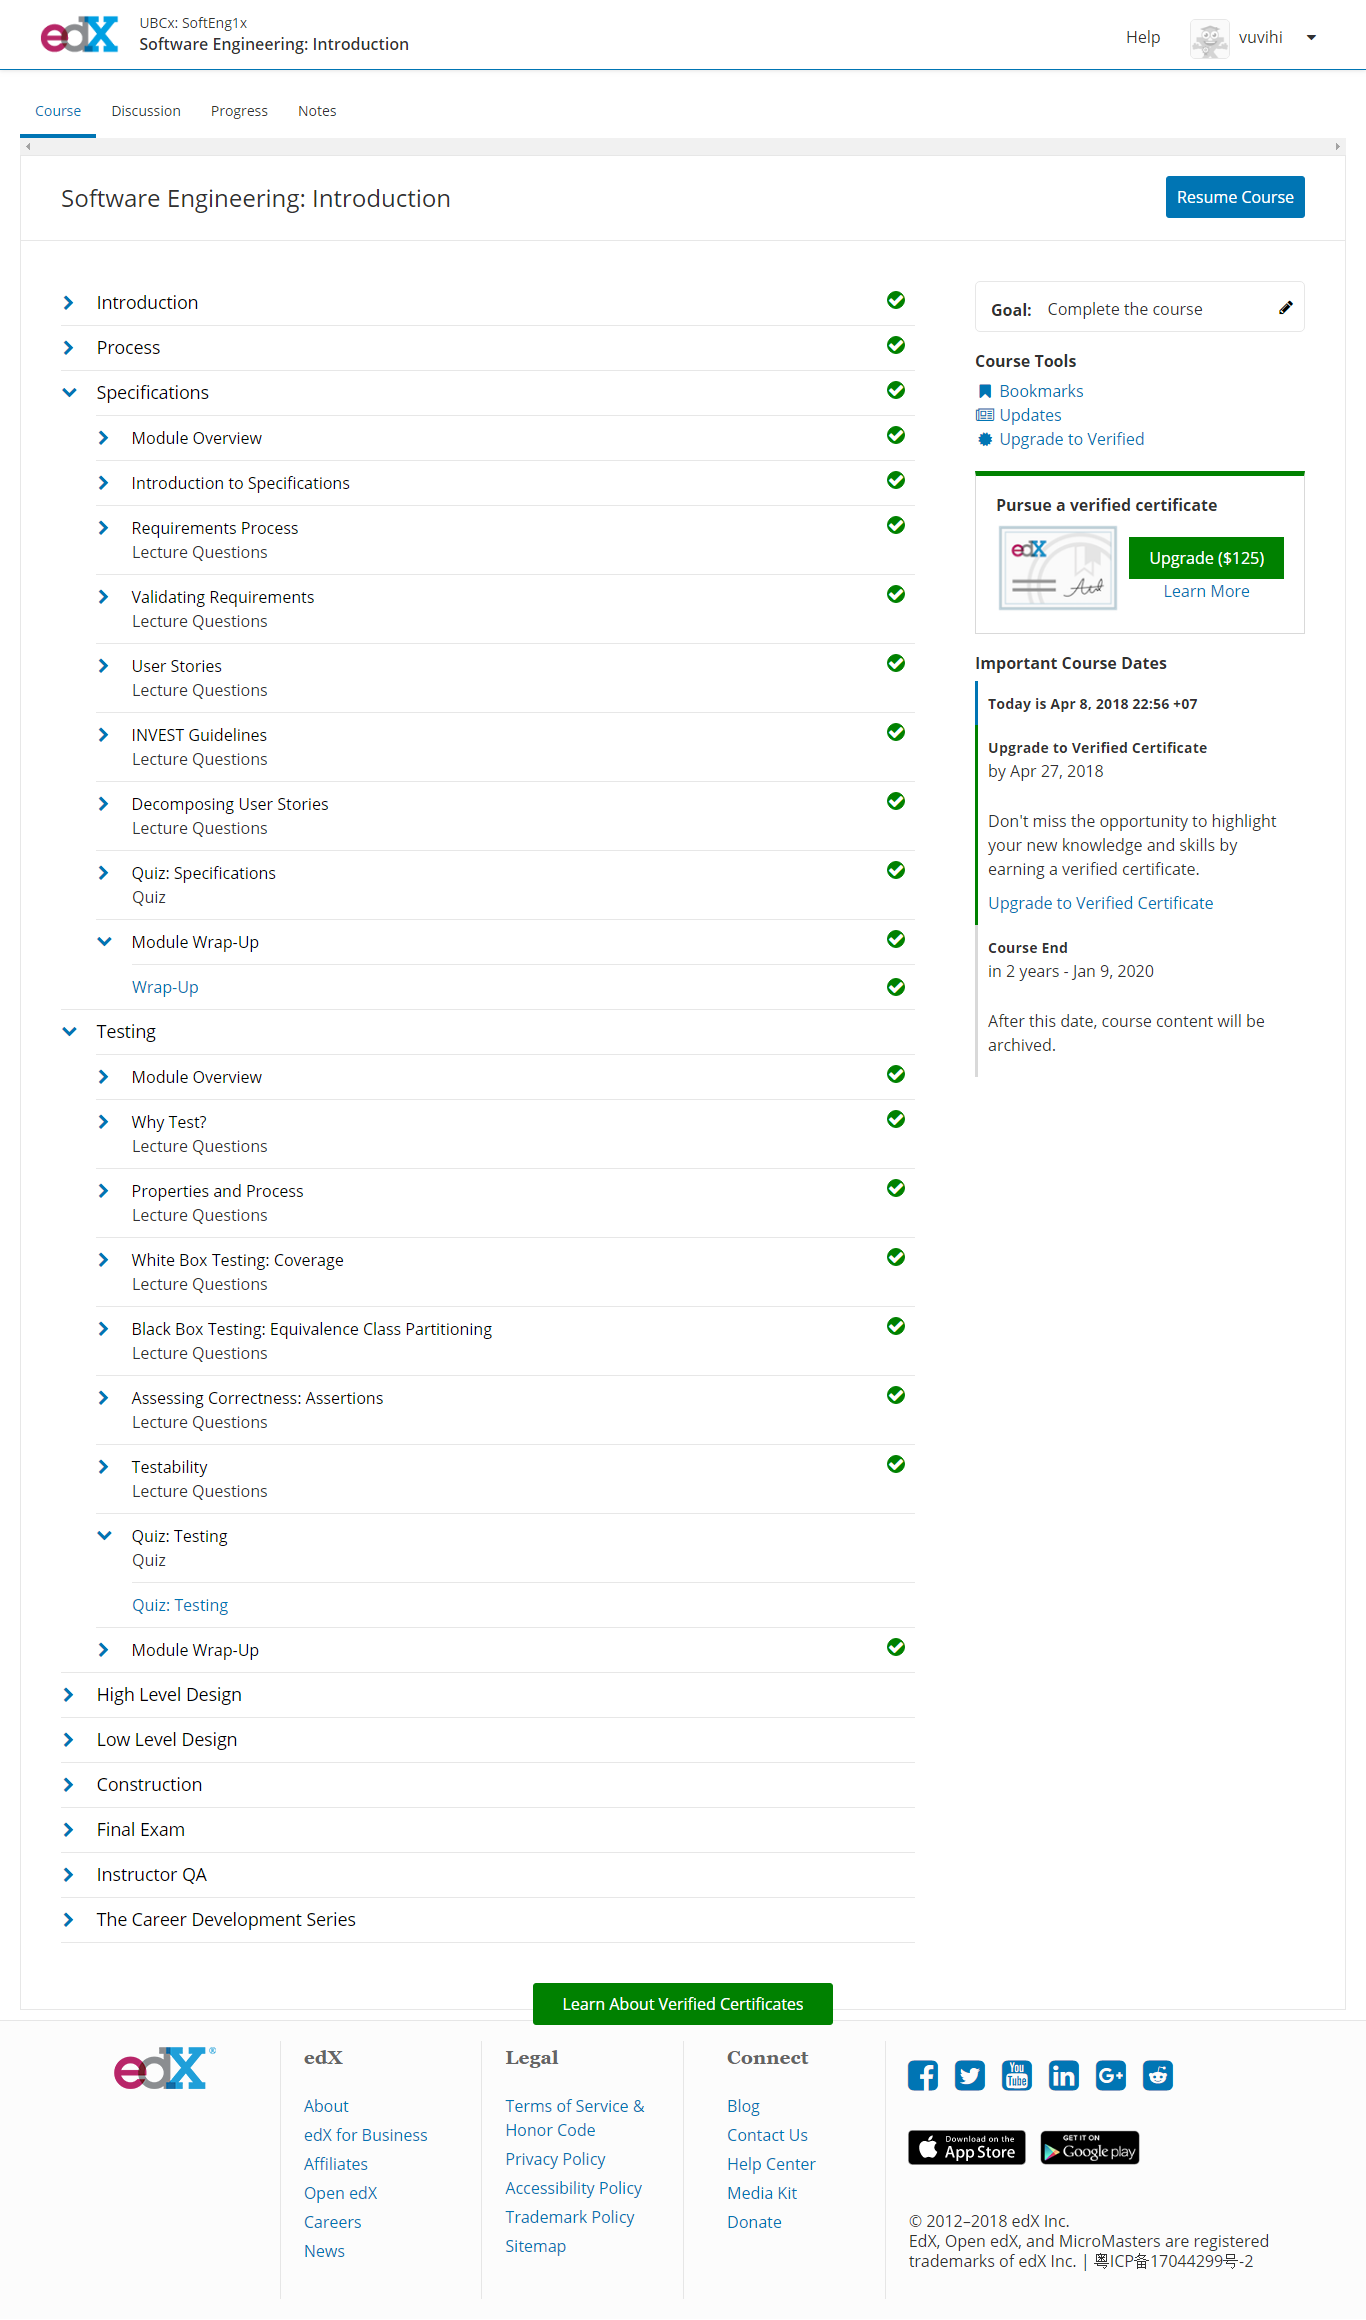 edX
UBCx: SoftEng1x
Software Engineering: Introduction
Help
vuvihi
Course
Discussion
Progress
Notes
Software Engineering: Introduction
Resume Course
Introduction
Process
Specifications
Module Overview
Introduction to Specifications
Requirements Process
Lecture Questions
Validating Requirements
Lecture Questions
User Stories
Lecture Questions
INVEST Guidelines
Lecture Questions
Decomposing User Stories
Lecture Questions
Quiz: Specifications
Quiz
Module Wrap-Up
Wrap-Up
Testing
Module Overview
Why Test?
Lecture Questions
Properties and Process
Lecture Questions
White Box Testing: Coverage
Lecture Questions
Black Box Testing: Equivalence Class Partitioning
Lecture Questions
Assessing Correctness: Assertions
Lecture Questions
Testability
Lecture Questions
Quiz: Testing
Quiz
Quiz: Testing
Module Wrap-Up
High Level Design
Low Level Design
Construction
Final Exam
Instructor QA
The Career Development Series
Goal: Complete the course
Course Tools
Bookmarks
Updates
Upgrade to Verified
Pursue a verified certificate
edX
Upgrade ($125)
Learn More
Important Course Dates
Today is Apr 8, 2018 22:56 +07
Upgrade to Verified Certificate
by Apr 27, 2018
Don't miss the opportunity to highlight
your new knowledge and skills by
earning a verified certificate.
Upgrade to Verified Certificate
Course End
in 2 years - Jan 9, 2020
After this date, course content will be
archived.
Learn About Verified Certificates
edX®
edX
About
edX for Business
Affiliates
Open edX
Careers
News
Legal
Terms of Service &
Honor Code
Privacy Policy
Accessibility Policy
Trademark Policy
Sitemap
Connect
Blog
Contact Us
Help Center
Media Kit
Donate
You
Tube
in
G+
Download on the
App Store
GET IT ON
Google play
© 2012–2018 edX Inc.
EdX, Open edX, and MicroMasters are registered
trademarks of edX Inc. | 粤ICP备17044299号-2